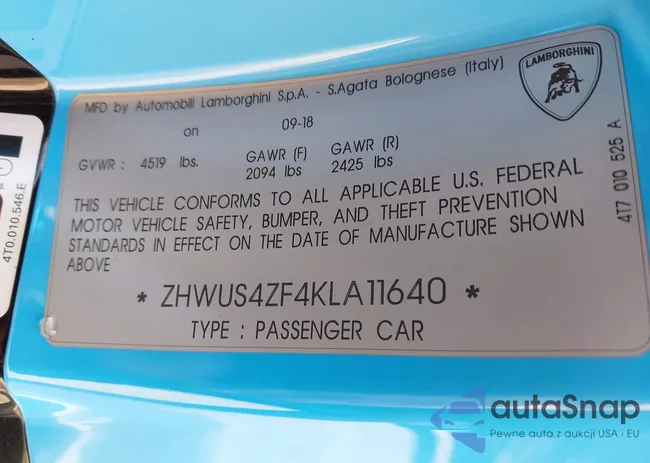 LAMBORGHINI
MFD by Automobili Lamborghini S.p.A. - S.Agata Bolognese (Italy)
on 09-18
GVWR : 4519 lbs. GAWR (F) GAWR (R)
2094 lbs 2425 lbs
THIS VEHICLE CONFORMS TO ALL APPLICABLE U.S. FEDERAL
MOTOR VEHICLE SAFETY, BUMPER, AND THEFT PREVENTION
STANDARDS IN EFFECT ON THE DATE OF MANUFACTURE SHOWN
ABOVE
* ZHWUS4ZF4KLA11640 *
TYPE : PASSENGER CAR
4T7 010 525 A
4T0.010.546.E
autaSnap
Pewne auta z aukcji USA i EU